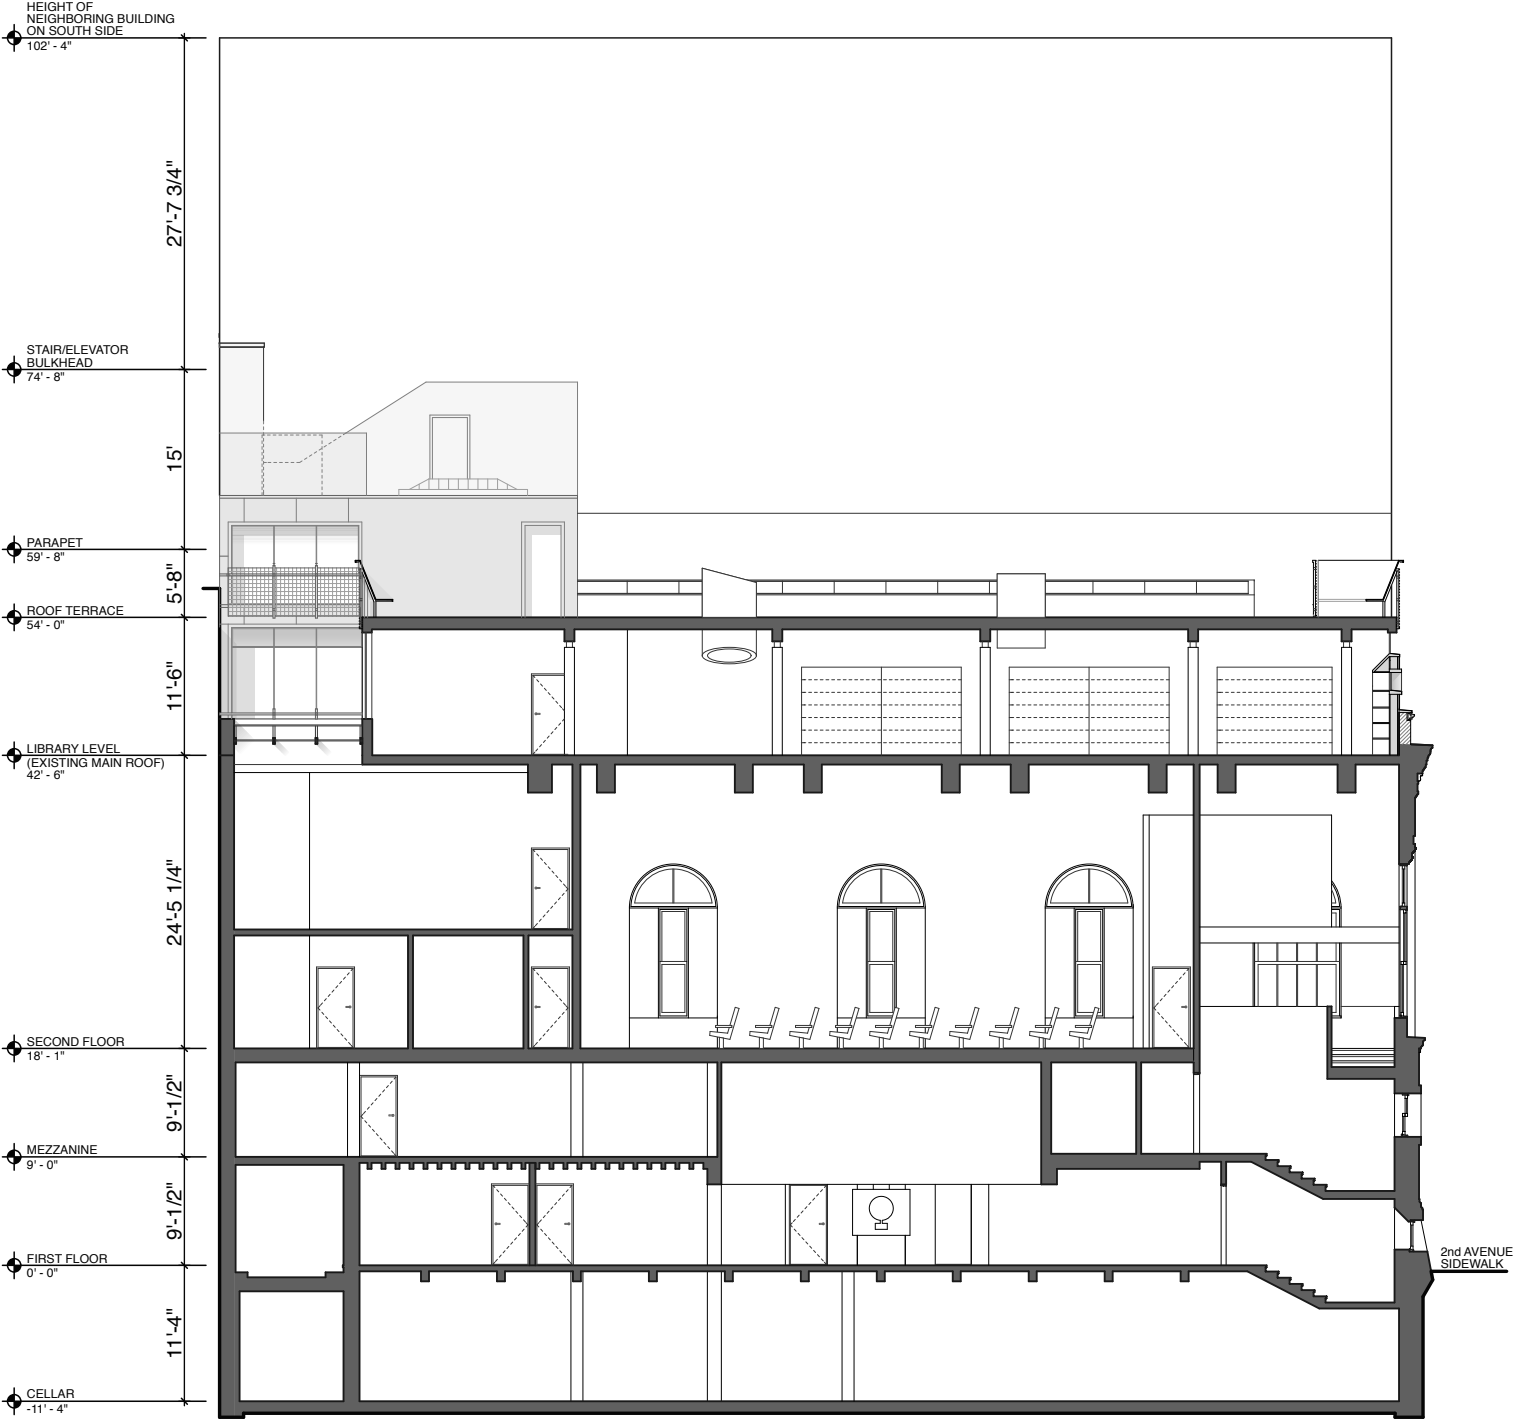 HEIGHT OF
NEIGHBORING BUILDING
ON SOUTH SIDE
102' - 4"
27'-7 3/4"
STAIR/ELEVATOR
BULKHEAD
74' - 8"
15'
PARAPET
59' - 8"
5'-8"
ROOF TERRACE
54' - 0"
11'-6"
LIBRARY LEVEL
(EXISTING MAIN ROOF)
42' - 6"
24'-5 1/4"
SECOND FLOOR
18' - 1"
9'-1/2"
MEZZANINE
9' - 0"
9'-1/2"
FIRST FLOOR
0' - 0"
2nd AVENUE
SIDEWALK
11'-4"
CELLAR
-11' - 4"